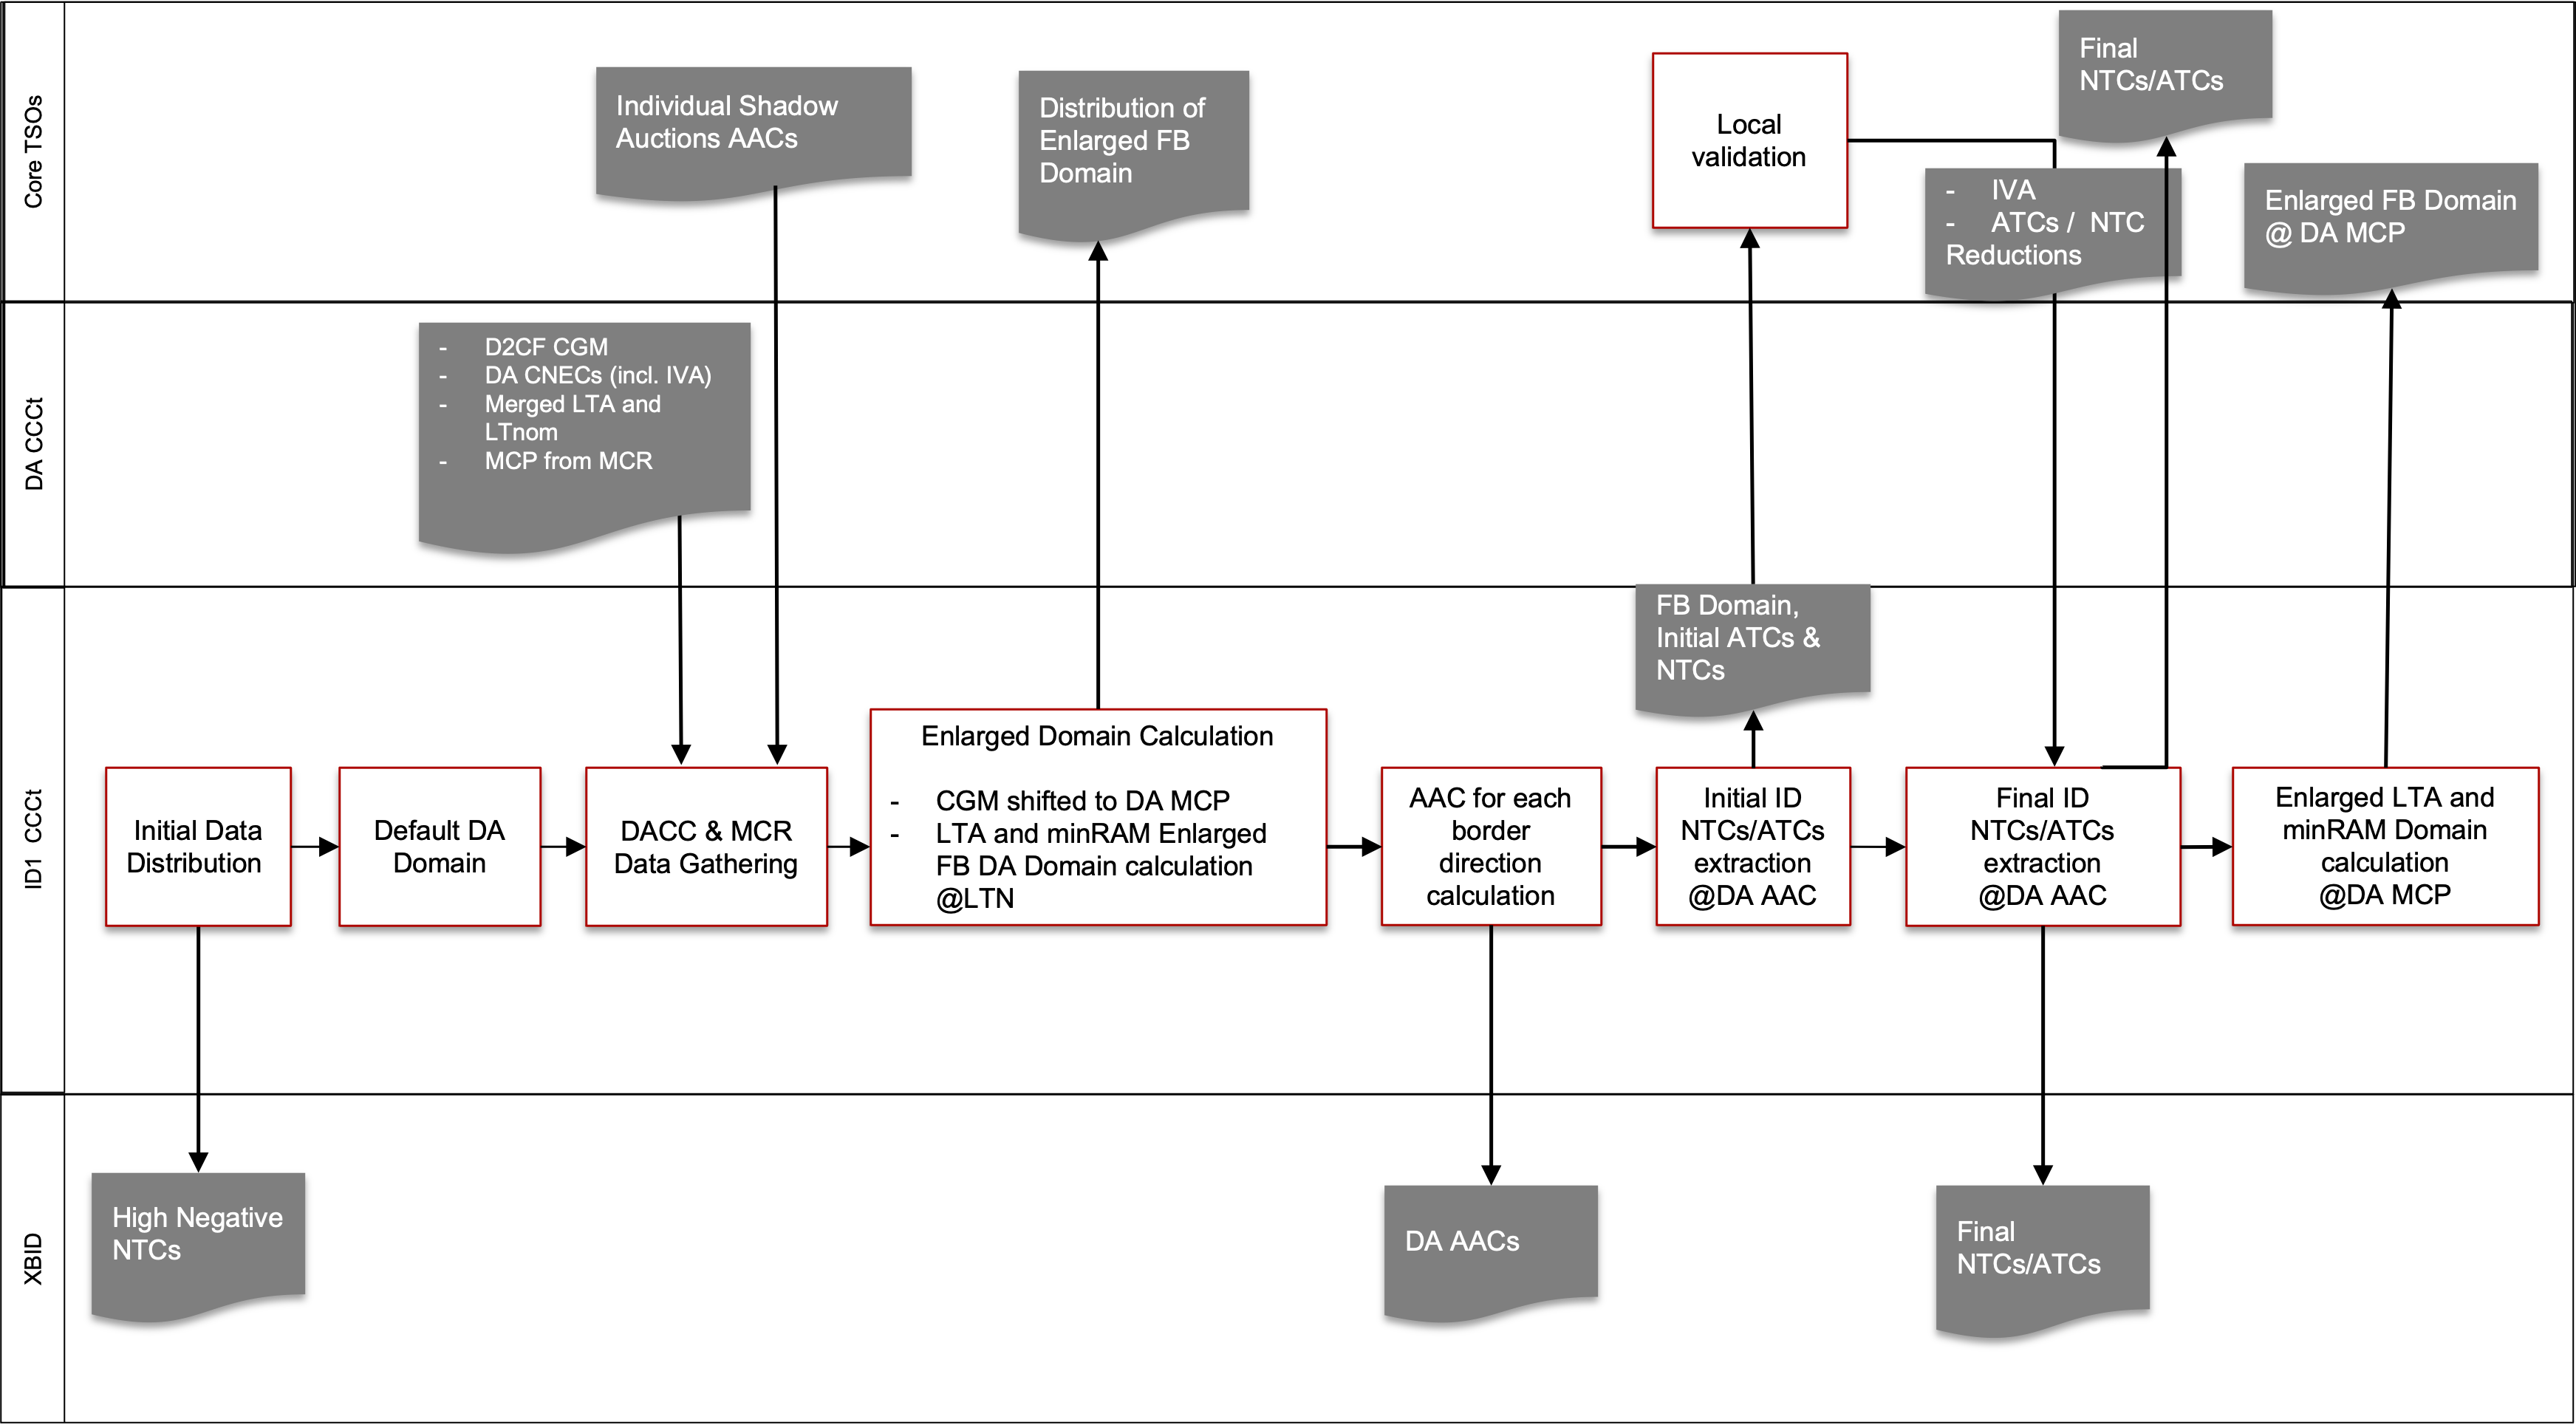 Core TSOs
Individual Shadow
Auctions AACs
Distribution of
Enlarged FB
Domain
Local
validation
Final
NTCs/ATCs
- IVA
- ATCs / NTC
Reductions
Enlarged FB Domain
@ DA MCP
DA CCCt
- D2CF CGM
- DA CNECs (incl. IVA)
- Merged LTA and
LTnom
- MCP from MCR
ID1 CCCt
FB Domain,
Initial ATCs &
NTCs
Initial Data
Distribution
Default DA
Domain
DACC & MCR
Data Gathering
Enlarged Domain Calculation
- CGM shifted to DA MCP
- LTA and minRAM Enlarged
FB DA Domain calculation
@LTN
AAC for each
border
direction
calculation
Initial ID
NTCs/ATCs
extraction
@DA AAC
Final ID
NTCs/ATCs
extraction
@DA AAC
Enlarged LTA and
minRAM Domain
calculation
@DA MCP
XBID
High Negative
NTCs
DA AACs
Final
NTCs/ATCs